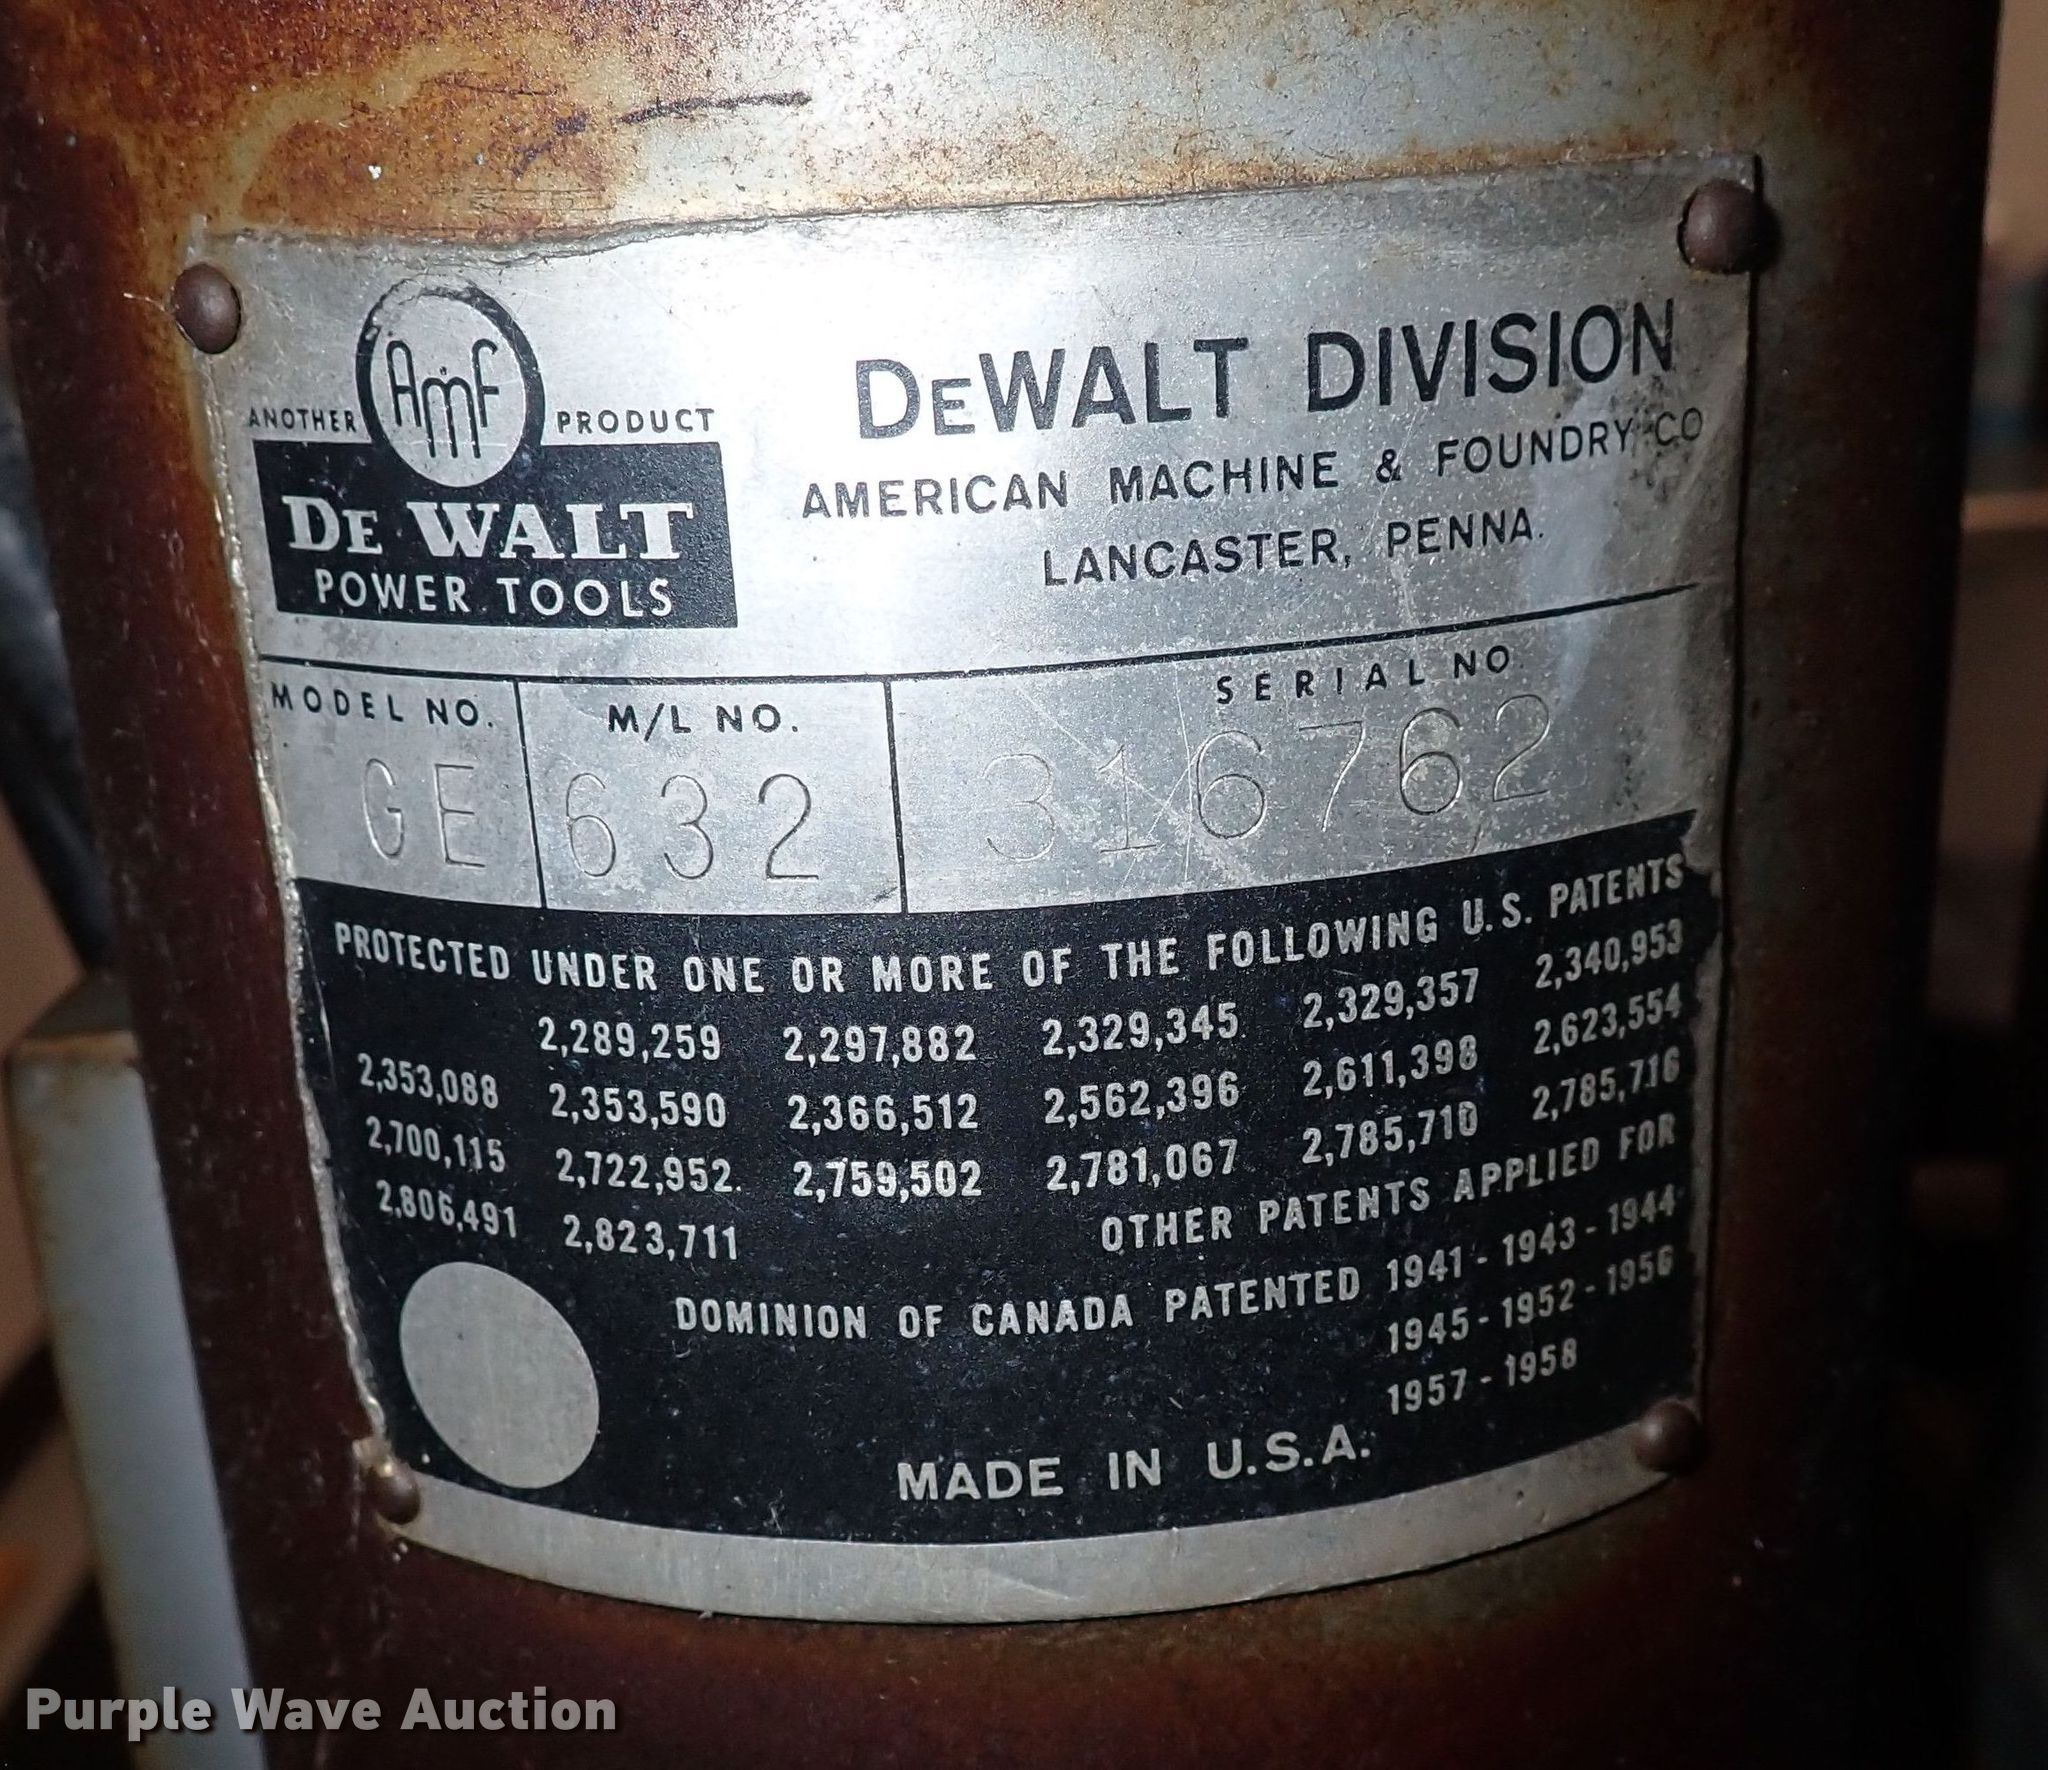 AMF
ANOTHER PRODUCT
DE WALT
POWER TOOLS
DEWALT DIVISION
AMERICAN MACHINE & FOUNDRY CO
LANCASTER, PENNA.
MODEL NO. M/L NO. SERIAL NO.
GE 632 316762
PROTECTED UNDER ONE OR MORE OF THE FOLLOWING U.S. PATENTS
2,289,259 2,297,882 2,329,345 2,329,357 2,340,953
2,353,088 2,353,590 2,366,512 2,562,396 2,611,398 2,623,554
2,700,115 2,722,952. 2,759,502 2,781,067 2,785,710 2,785,716
2,806,491 2,823,711 OTHER PATENTS APPLIED FOR
DOMINION OF CANADA PATENTED 1941 - 1943 - 1944
1945 - 1952 - 1956
1957 - 1958
MADE IN U.S.A.
Purple Wave Auction